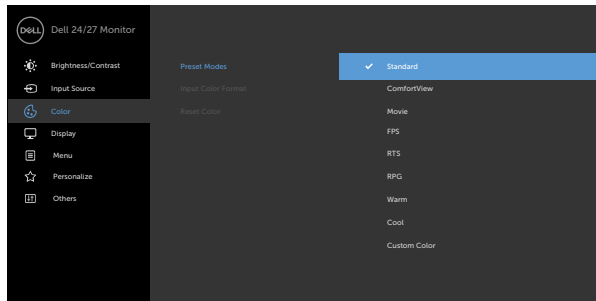 DELL Dell 24/27 Monitor
Brightness/Contrast
Input Source
Color
Display
Menu
Personalize
Others
Preset Modes
Input Color Format
Reset Color
Standard
ComfortView
Movie
FPS
RTS
RPG
Warm
Cool
Custom Color